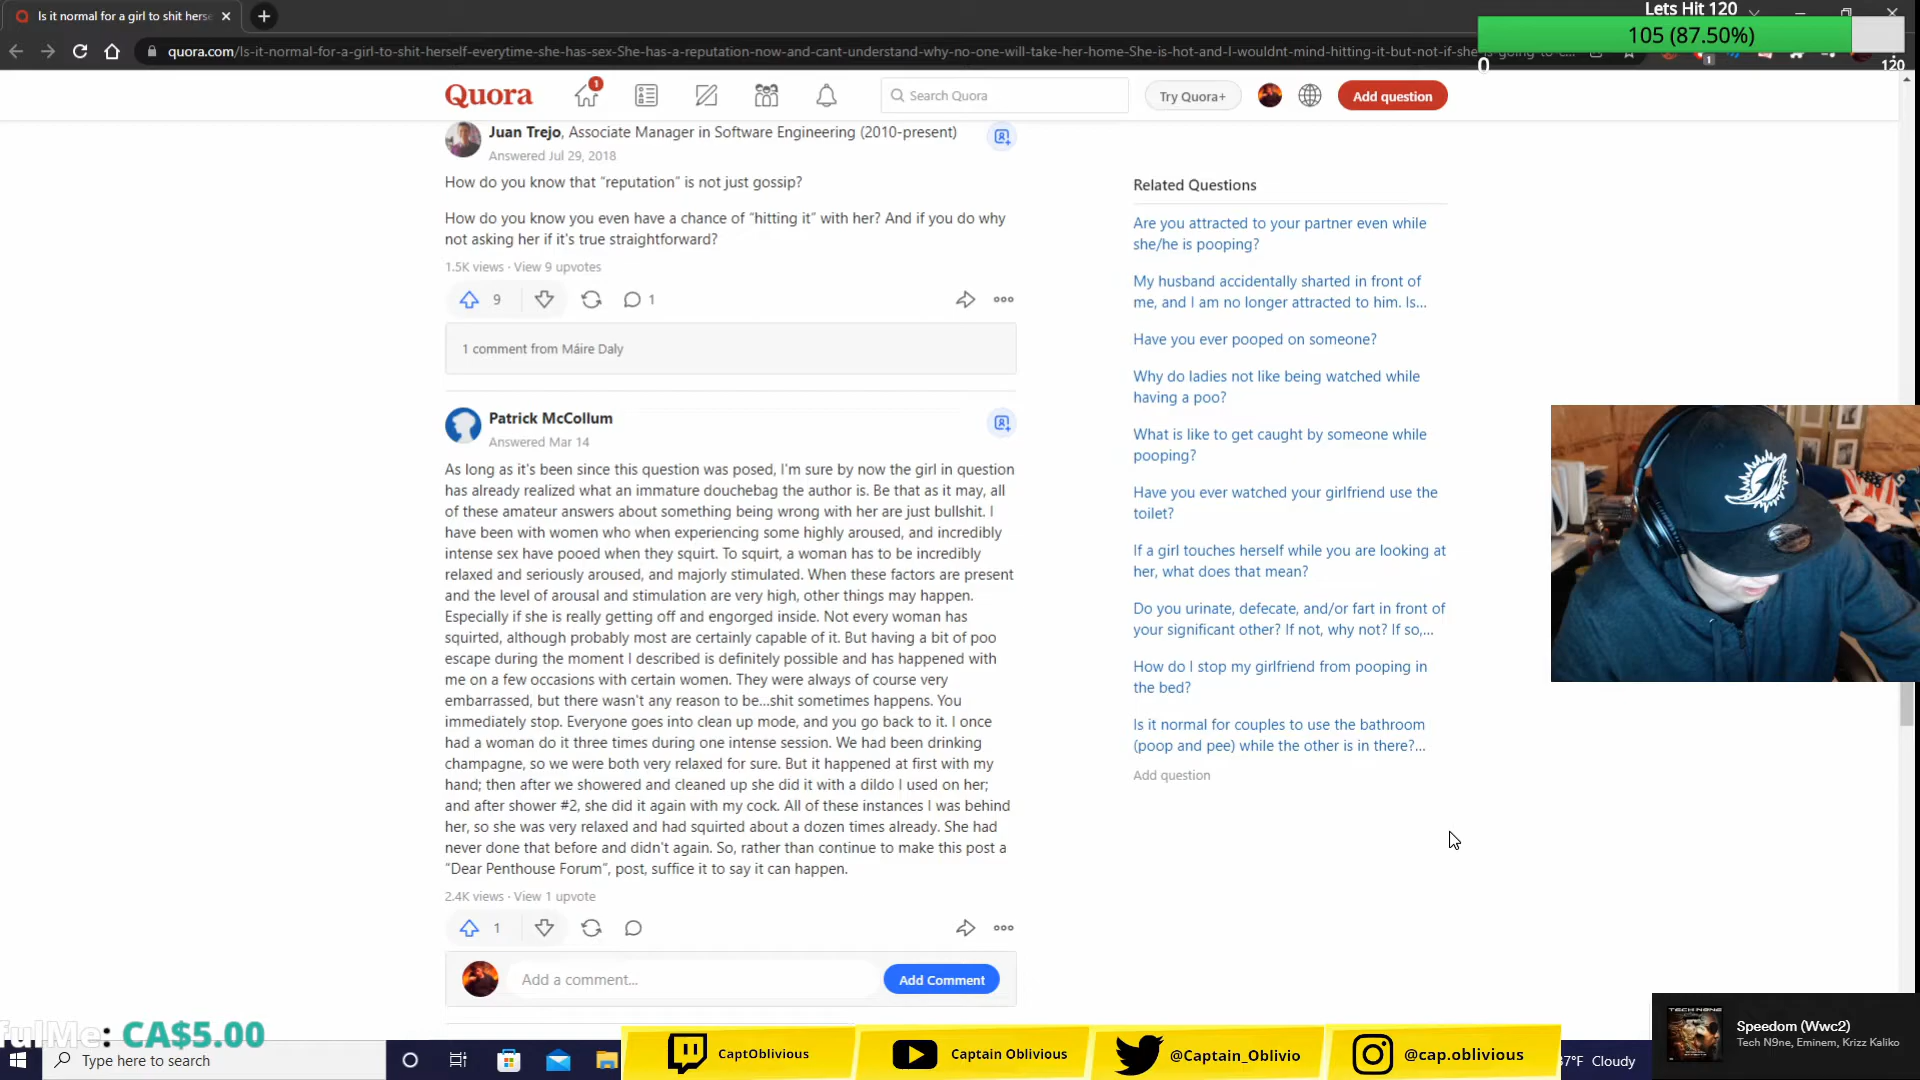 Is it normal for a girl to shit herse
Lets Hit 120
105 (87.50%)
0
120
quora.com/Is-it-normal-for-a-girl-to-shit-herself-everytime-she-has-sex-She-has-a-reputation-now-and-cant-understand-why-no-one-will-take-her-home-She-is-hot-and-I-wouldnt-mind-hitting-it-but-not-if-she
1
Quora
1
Search Quora
Try Quora+
Add question
Juan Trejo, Associate Manager in Software Engineering (2010-present)
Answered Jul 29, 2018
How do you know that “reputation” is not just gossip?
How do you know you even have a chance of “hitting it” with her? And if you do why
not asking her if it's true straightforward?
1.5K views · View 9 upvotes
9
1
1 comment from Máire Daly
Patrick McCollum
Answered Mar 14
As long as it's been since this question was posed, I'm sure by now the girl in question
has already realized what an immature douchebag the author is. Be that as it may, all
of these amateur answers about something being wrong with her are just bullshit. I
have been with women who when experiencing some highly aroused, and incredibly
intense sex have pooed when they squirt. To squirt, a woman has to be incredibly
relaxed and seriously aroused, and majorly stimulated. When these factors are present
and the level of arousal and stimulation are very high, other things may happen.
Especially if she is really getting off and engorged inside. Not every woman has
squirted, although probably most are certainly capable of it. But having a bit of poo
escape during the moment I described is definitely possible and has happened with
me on a few occasions with certain women. They were always of course very
embarrassed, but there wasn't any reason to be...shit sometimes happens. You
immediately stop. Everyone goes into clean up mode, and you go back to it. I once
had a woman do it three times during one intense session. We had been drinking
champagne, so we were both very relaxed for sure. But it happened at first with my
hand; then after we showered and cleaned up she did it with a dildo I used on her;
and after shower #2, she did it again with my cock. All of these instances I was behind
her, so she was very relaxed and had squirted about a dozen times already. She had
never done that before and didn't again. So, rather than continue to make this post a
“Dear Penthouse Forum”, post, suffice it to say it can happen.
2.4K views · View 1 upvote
1
Add a comment...
Add Comment
Related Questions
Are you attracted to your partner even while
she/he is pooping?
My husband accidentally sharted in front of
me, and I am no longer attracted to him. Is...
Have you ever pooped on someone?
Why do ladies not like being watched while
having a poo?
What is like to get caught by someone while
pooping?
Have you ever watched your girlfriend use the
toilet?
If a girl touches herself while you are looking at
her, what does that mean?
Do you urinate, defecate, and/or fart in front of
your significant other? If not, why not? If so,...
How do I stop my girlfriend from pooping in
the bed?
Is it normal for couples to use the bathroom
(poop and pee) while the other is in there?...
Add question
fulMe: CA$5.00
Type here to search
CaptOblivious
Captain Oblivious
@Captain_Oblivio
@cap.oblivious
37°F Cloudy
TECH N9NE
Speedom (Wwc2)
Tech N9ne, Eminem, Krizz Kaliko